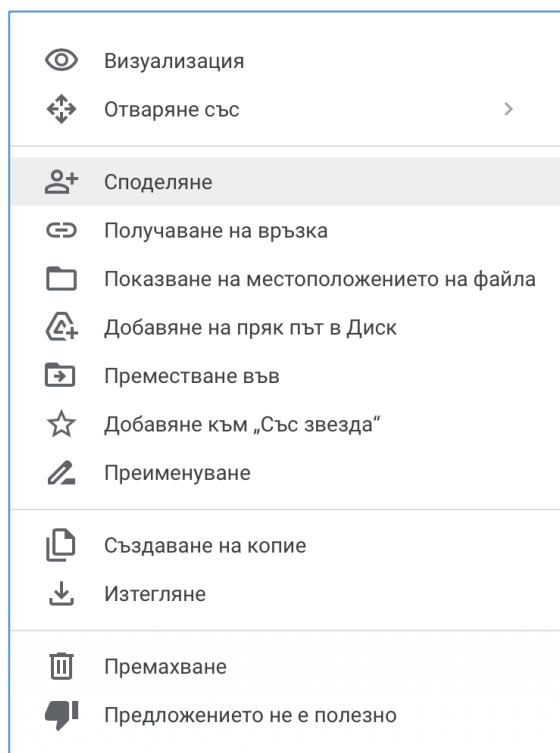 Визуализация
Отваряне със
Споделяне
Получаване на връзка
Показване на местоположението на файла
Добавяне на пряк път в Диск
Преместване във
Добавяне към „Със звезда“
Преименуване
Създаване на копие
Изтегляне
Премахване
Предложението не е полезно